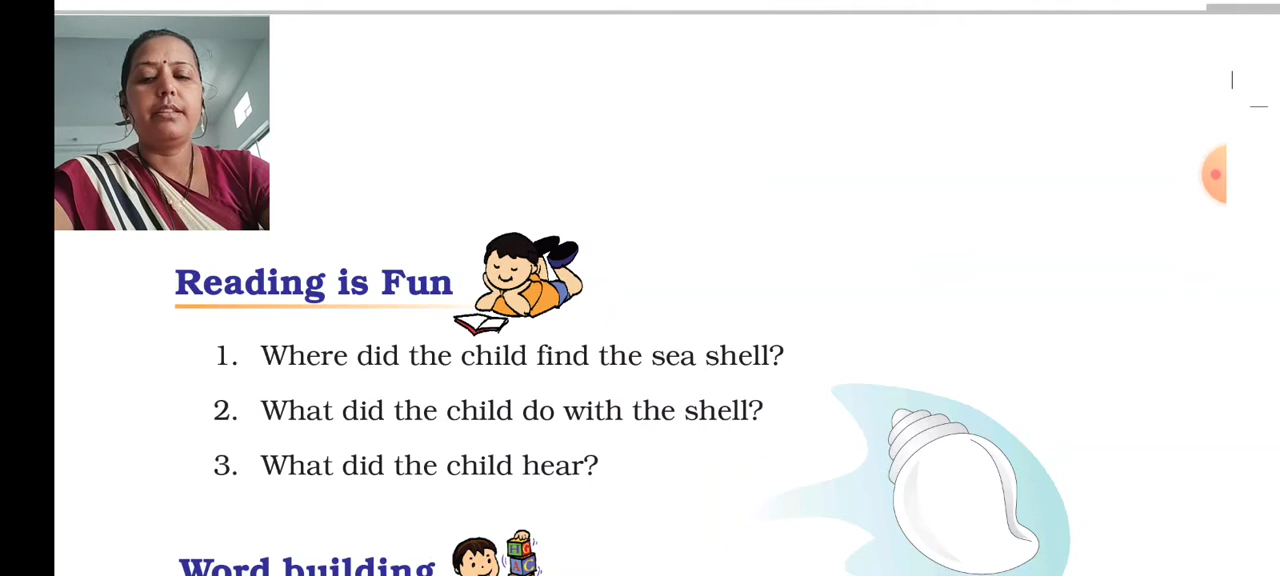 Reading is Fun
1. Where did the child find the sea shell?
2. What did the child do with the shell?
3. What did the child hear?
Word building